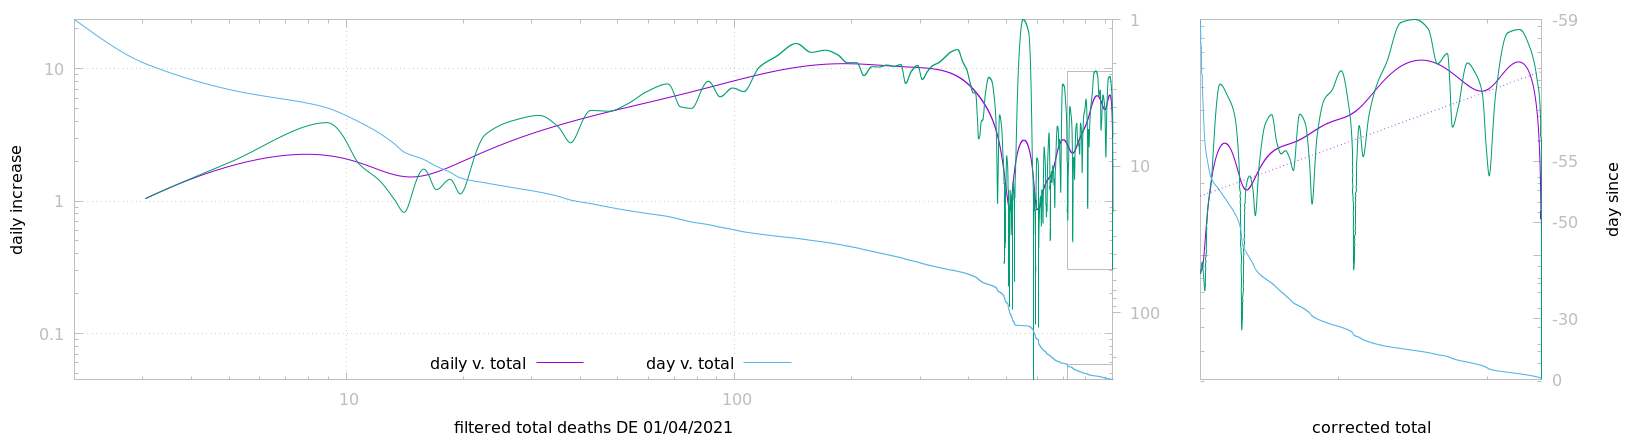 daily increase
10
1
0.1
10
100
filtered total deaths DE 01/04/2021
daily v. total
day v. total
1
10
100
-59
-55
-50
-30
0
day since
corrected total